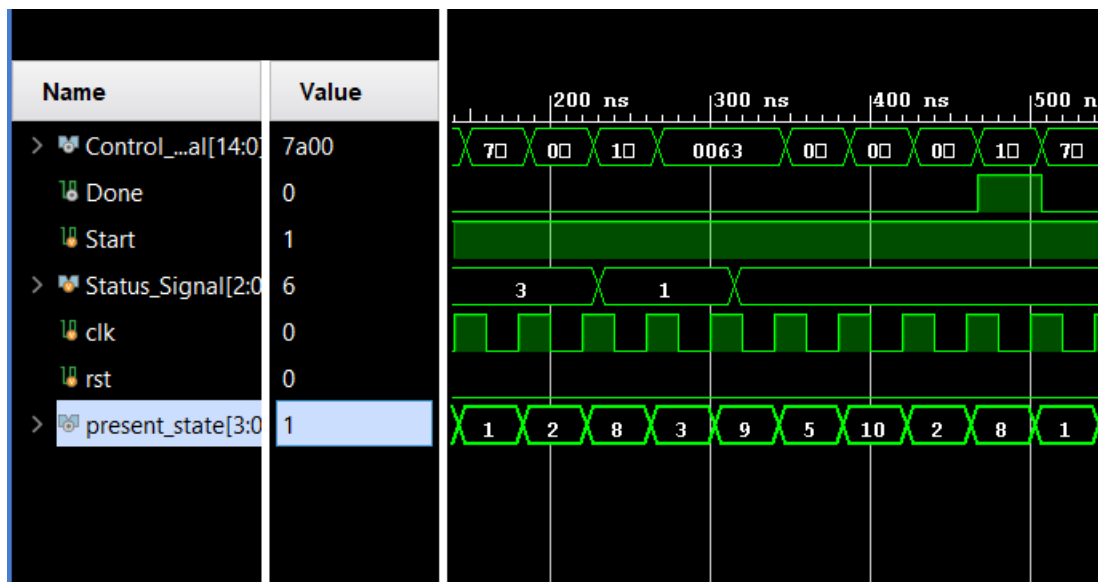 Name Value
200 ns 300 ns 400 ns 500 n
Control_...al[14:0] 7a00 7□ 0□ 1□ 0063 0□ 0□ 0□ 1□ 7□
Done 0
Start 1
Status_Signal[2:0 6 3 1
clk 0
rst 0
present_state[3:0 1 1 2 8 3 9 5 10 2 8 1